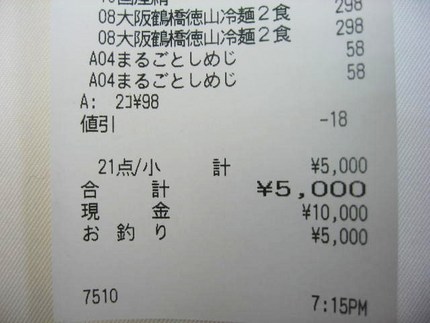 08大阪鶴橋徳山冷麺2食 298
08大阪鶴橋徳山冷麺2食 298
A04まるごとしめじ 58
A04まるごとしめじ 58
A: 2コ¥98
値引 -18
21点/小 計 ¥5,000
合 計 ¥5,000
現 金 ¥10,000
お 釣 り ¥5,000
7510 7:15PM